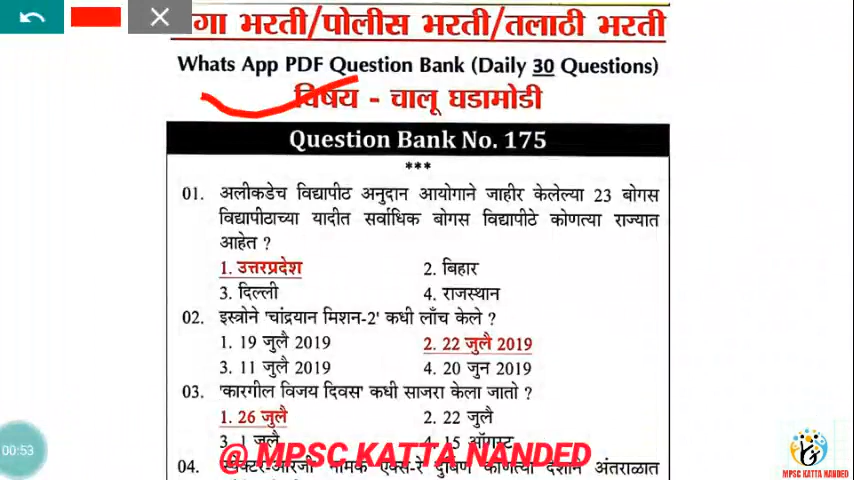 भरती/पोलीस भरती/तलाठी भरती
Whats App PDF Question Bank (Daily 30 Questions)
विषय - चालू घडामोडी
Question Bank No. 175
***
01. अलीकडेच विद्यापीठ अनुदान आयोगाने जाहीर केलेल्या 23 बोगस
विद्यापीठाच्या यादीत सर्वाधिक बोगस विद्यापीठे कोणत्या राज्यात
आहेत ?
1. उत्तरप्रदेश 2. बिहार
3. दिल्ली 4. राजस्थान
02. इस्त्रोने 'चांद्रयान मिशन-2' कधी लाँच केले ?
1. 19 जुलै 2019 2. 22 जुलै 2019
3. 11 जुलै 2019 4. 20 जुन 2019
03. 'कारगील विजय दिवस' कधी साजरा केला जातो ?
1. 26 जुलै 2. 22 जुलै
3. 1 जुलै 4. 15 ऑगस्ट
@ MPSC KATTA NANDED
04. नामक एक्स-रे दुर्बिण कोणत्या देशाने अंतराळात
00:53
MPSC KATTA NANDED